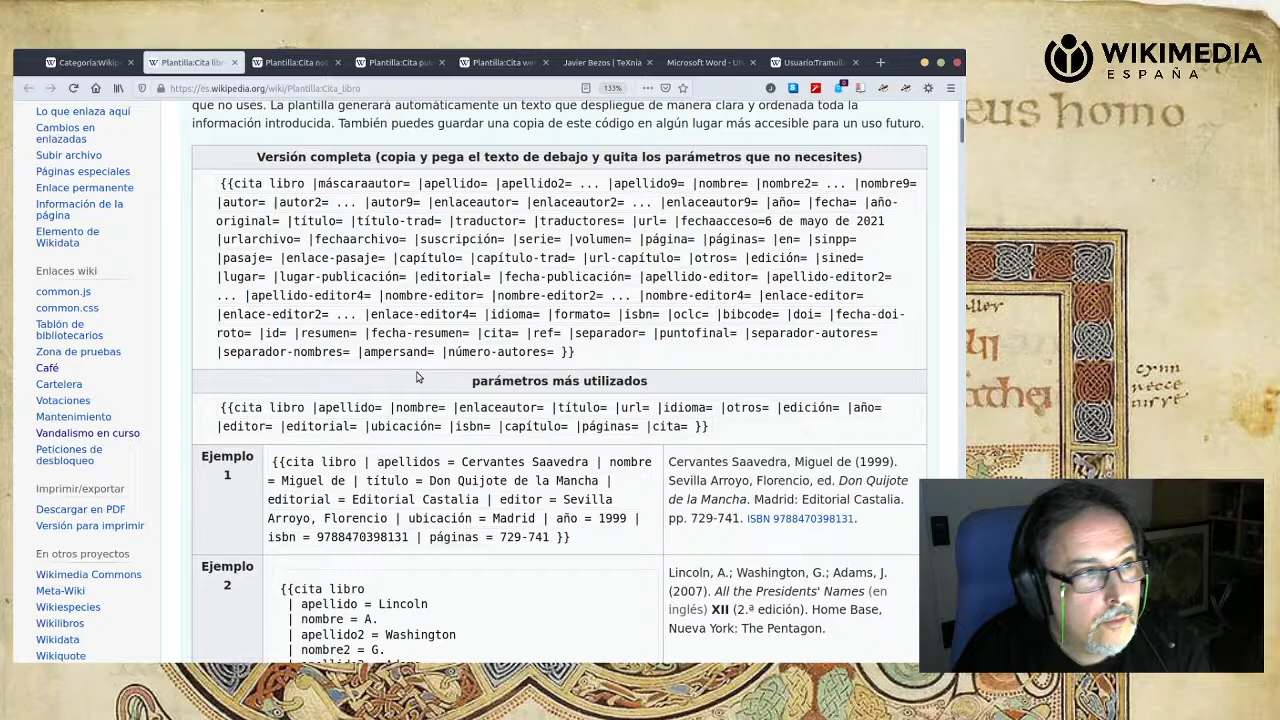 WIKIMEDIA
ESPAÑA
eus homo
Plantilla:Cita libr
Javier Bezos | TeXnia
https://es.wikipedia.org/wiki/Plantilla:Cita_libro
133%
Lo que enlaza aquí
Cambios en
enlazadas
Subir archivo
Páginas especiales
Enlace permanente
Información de la
página
Elemento de
Wikidata
Enlaces wiki
common.js
common.css
Tablón de
bibliotecarios
Zona de pruebas
Café
Cartelera
Votaciones
Mantenimiento
Vandalismo en curso
Peticiones de
desbloqueo
Imprimir/exportar
Descargar en PDF
Versión para imprimir
En otros proyectos
Wikimedia Commons
Meta-Wiki
Wikiespecies
Wikilibros
Wikidata
Wikiquote
que no uses. La plantilla generará automáticamente un texto que despliegue de manera clara y ordenada toda la
información introducida. También puedes guardar una copia de este código en algún lugar más accesible para un uso futuro.
Versión completa (copia y pega el texto de debajo y quita los parámetros que no necesites)
{{cita libro |máscaraautor= |apellido= |apellido2= ... |apellido9= |nombre= |nombre2= ... |nombre9=
|autor= |autor2= ... |autor9= |enlaceautor= |enlaceautor2= ... |enlaceautor9= |año= |fecha= |año-
original= |título= |título-trad= |traductor= |traductores= |url= |fechaacceso=6 de mayo de 2021
|urlarchivo= |fechaarchivo= |suscripción= |serie= |volumen= |página= |páginas= |en= |sinpp=
|pasaje= |enlace-pasaje= |capítulo= |capítulo-trad= |url-capítulo= |otros= |edición= |sined=
|lugar= |lugar-publicación= |editorial= |fecha-publicación= |apellido-editor= |apellido-editor2=
... |apellido-editor4= |nombre-editor= |nombre-editor2= ... |nombre-editor4= |enlace-editor=
|enlace-editor2= ... |enlace-editor4= |idioma= |formato= |isbn= |oclc= |bibcode= |doi= |fecha-doi-
roto= |id= |resumen= |fecha-resumen= |cita= |ref= |separador= |puntofinal= |separador-autores=
|separador-nombres= |ampersand= |número-autores= }}
parámetros más utilizados
{{cita libro |apellido= |nombre= |enlaceautor= |título= |url= |idioma= |otros= |edición= |año=
|editor= |editorial= |ubicación= |isbn= |capítulo= |páginas= |cita= }}
Ejemplo
1
{{cita libro | apellidos = Cervantes Saavedra | nombre
= Miguel de | título = Don Quijote de la Mancha |
editorial = Editorial Castalia | editor = Sevilla
Arroyo, Florencio | ubicación = Madrid | año = 1999 |
isbn = 9788470398131 | páginas = 729-741 }}
Cervantes Saavedra, Miguel de (1999).
Sevilla Arroyo, Florencio, ed. Don Quijote
de la Mancha. Madrid: Editorial Castalia.
pp. 729-741. ISBN 9788470398131.
Ejemplo
2
{{cita libro
| apellido = Lincoln
| nombre = A.
| apellido2 = Washington
| nombre2 = G.
Lincoln, A.; Washington, G.; Adams, J.
(2007). All the Presidents' Names (en
inglés) XII (2.ª edición). Home Base,
Nueva York: The Pentagon.